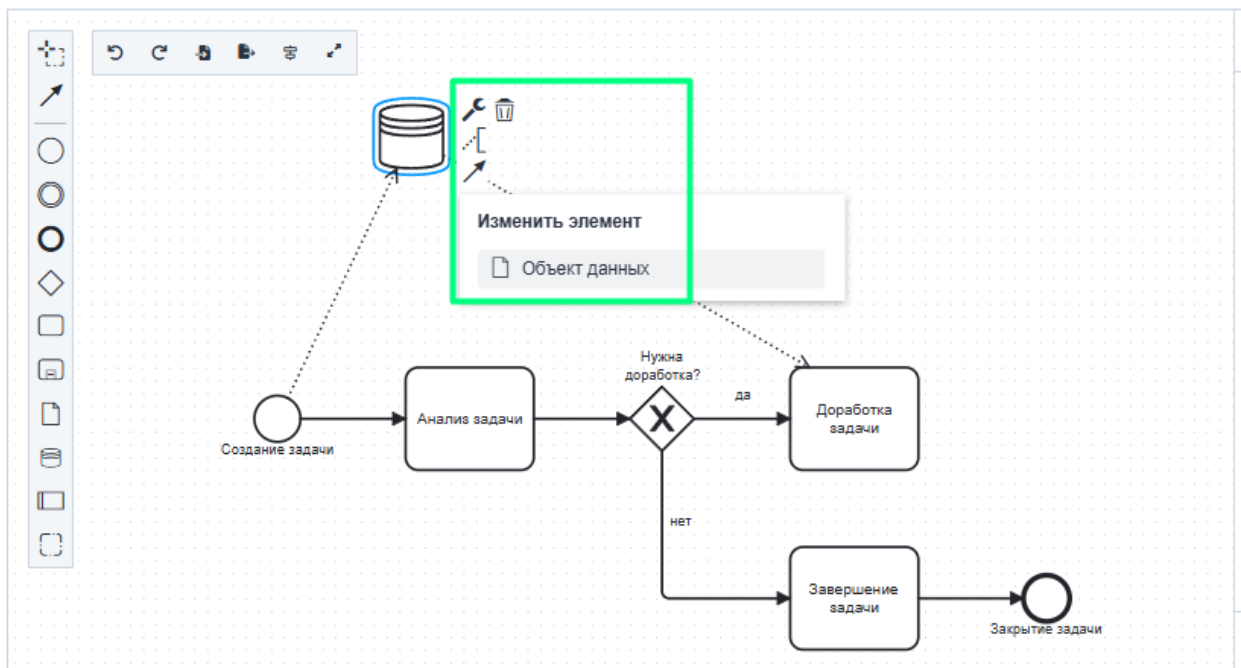 Изменить элемент
Объект данных
Нужна
доработка?
да
Анализ задачи
Доработка
задачи
Создание задачи
нет
Завершение
задачи
Закрытие задачи